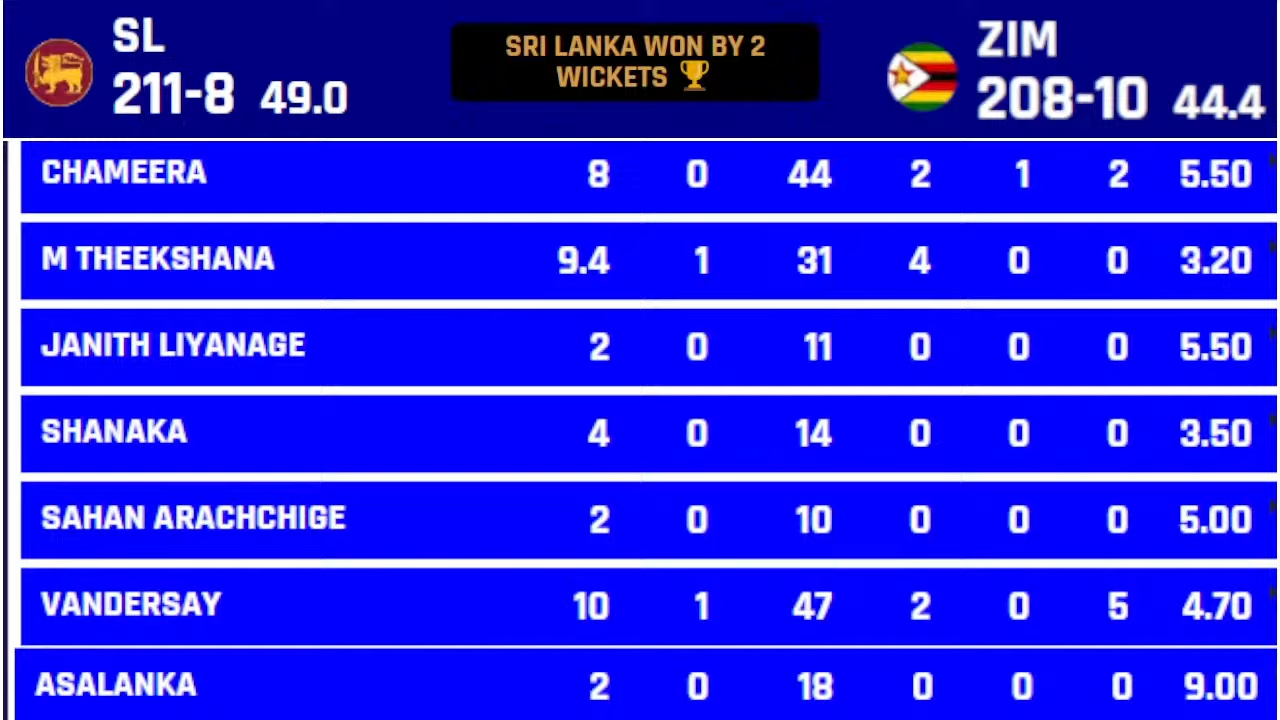 SL
211-8 49.0
SRI LANKA WON BY 2
WICKETS 🏆
ZIM
208-10 44.4
CHAMEERA 8 0 44 2 1 2 5.50
M THEEKSHANA 9.4 1 31 4 0 0 3.20
JANITH LIYANAGE 2 0 11 0 0 0 5.50
SHANAKA 4 0 14 0 0 0 3.50
SAHAN ARACHCHIGE 2 0 10 0 0 0 5.00
VANDERSAY 10 1 47 2 0 5 4.70
ASALANKA 2 0 18 0 0 0 9.00